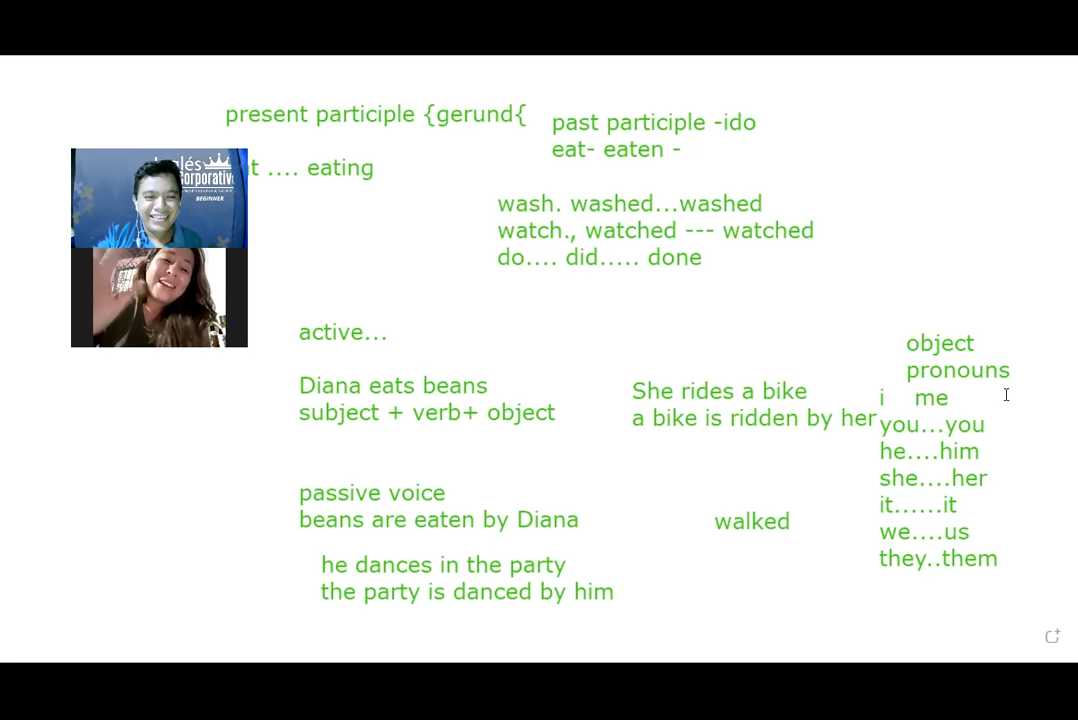 present participle {gerund{
past participle -ido
eat- eaten -
.... eating
Inglés
Corporativo
BEGINNER
wash. washed...washed
watch., watched --- watched
do.... did..... done
active...
Diana eats beans
subject + verb+ object
She rides a bike
a bike is ridden by her
object
pronouns
i me
you...you
he....him
she....her
it......it
we....us
they..them
passive voice
beans are eaten by Diana
walked
he dances in the party
the party is danced by him